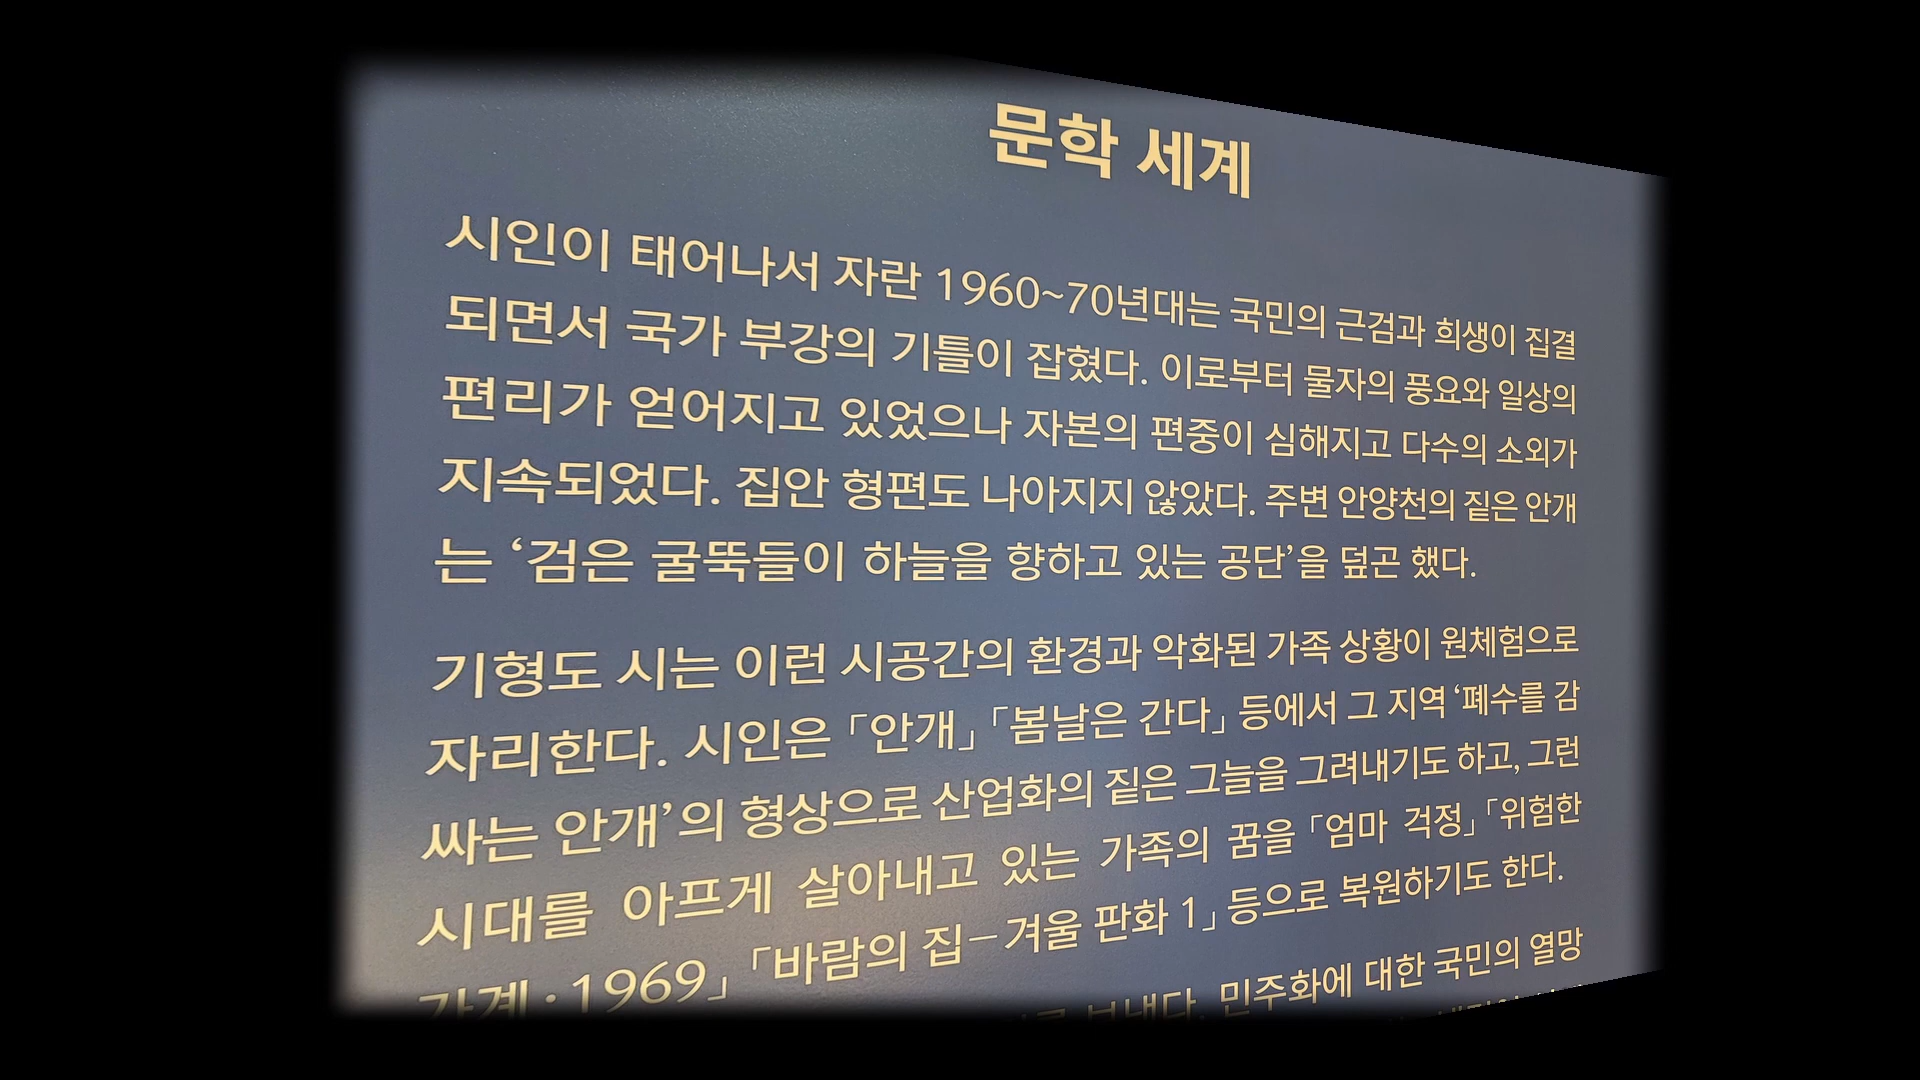 문학 세계
시인이 태어나서 자란 1960~70년대는 국민의 근검과 희생이 집결
되면서 국가 부강의 기틀이 잡혔다. 이로부터 물자의 풍요와 일상의
편리가 얻어지고 있었으나 자본의 편중이 심해지고 다수의 소외가
지속되었다. 집안 형편도 나아지지 않았다. 주변 안양천의 짙은 안개
는 ‘검은 굴뚝들이 하늘을 향하고 있는 공단’을 덮곤 했다.
기형도 시는 이런 시공간의 환경과 악화된 가족 상황이 원체험으로
자리한다. 시인은 「안개」 「봄날은 간다」 등에서 그 지역 ‘폐수를 감
싸는 안개’의 형상으로 산업화의 짙은 그늘을 그려내기도 하고, 그런
시대를 아프게 살아내고 있는 가족의 꿈을 「엄마 걱정」 「위험한
가계·1969」 「바람의 집–겨울 판화 1」 등으로 복원하기도 한다.
보냈다. 민주화에 대한 국민의 열망